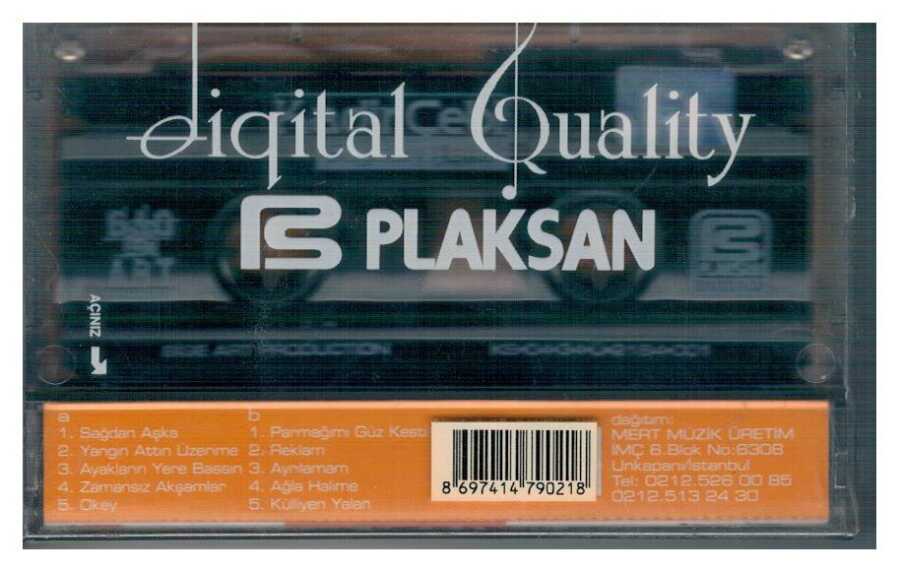 Digital Quality
PLAKSAN
AÇINIZ
a
1. Sağdan Aşka
2. Yangın Attın Üzerime
3. Ayakların Yere Bassın
4. Zamansız Akşamlar
5. Okey
b
1. Parmağımı Güz Kesti
2. Reklam
3. Ayrılamam
4. Ağla Halime
5. Külliyen Yalan
8 697414 790218
dağıtım:
MERT MÜZİK ÜRETİM
İMÇ 6.Blok No:6308
Unkapanı/İstanbul
Tel: 0212.526 00 85
0212.513 24 30